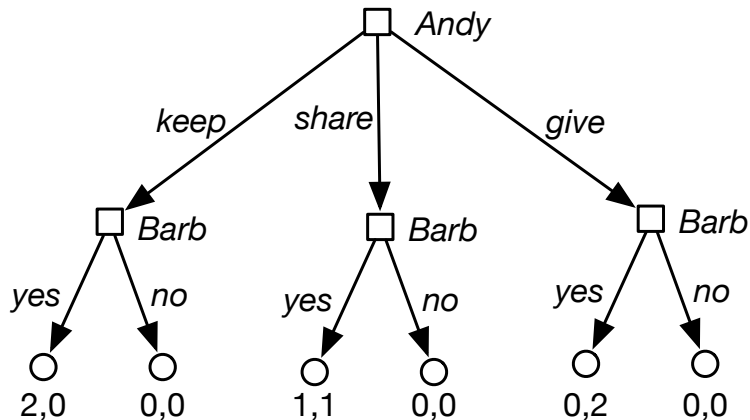 Andy
keep share give
Barb Barb Barb
yes no yes no yes no
2,0 0,0 1,1 0,0 0,2 0,0